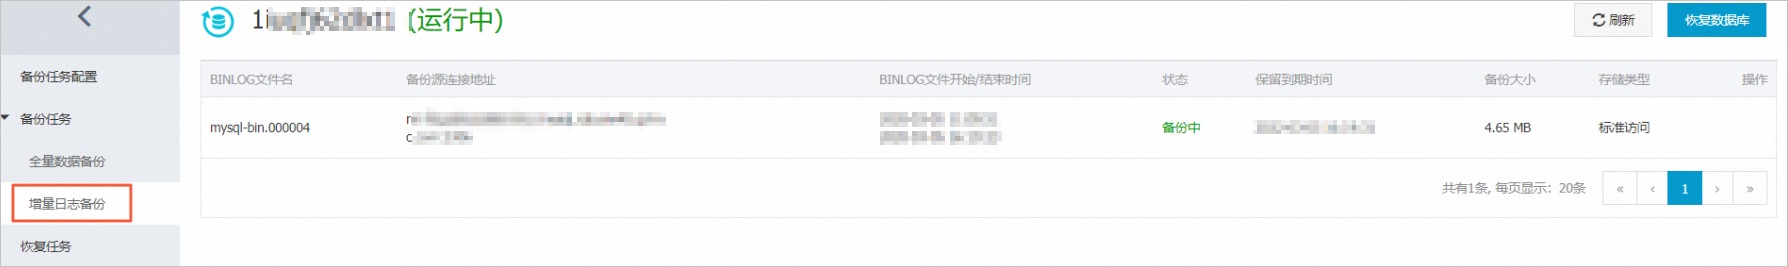 (运行中)
刷新
恢复数据库
备份任务配置
备份任务
全量数据备份
增量日志备份
恢复任务
BINLOG文件名 备份源连接地址 BINLOG文件开始/结束时间 状态 保留到期时间 备份大小 存储类型 操作
mysql-bin.000004 备份中 4.65 MB 标准访问
共有1条, 每页显示：20条 « ‹ 1 › »